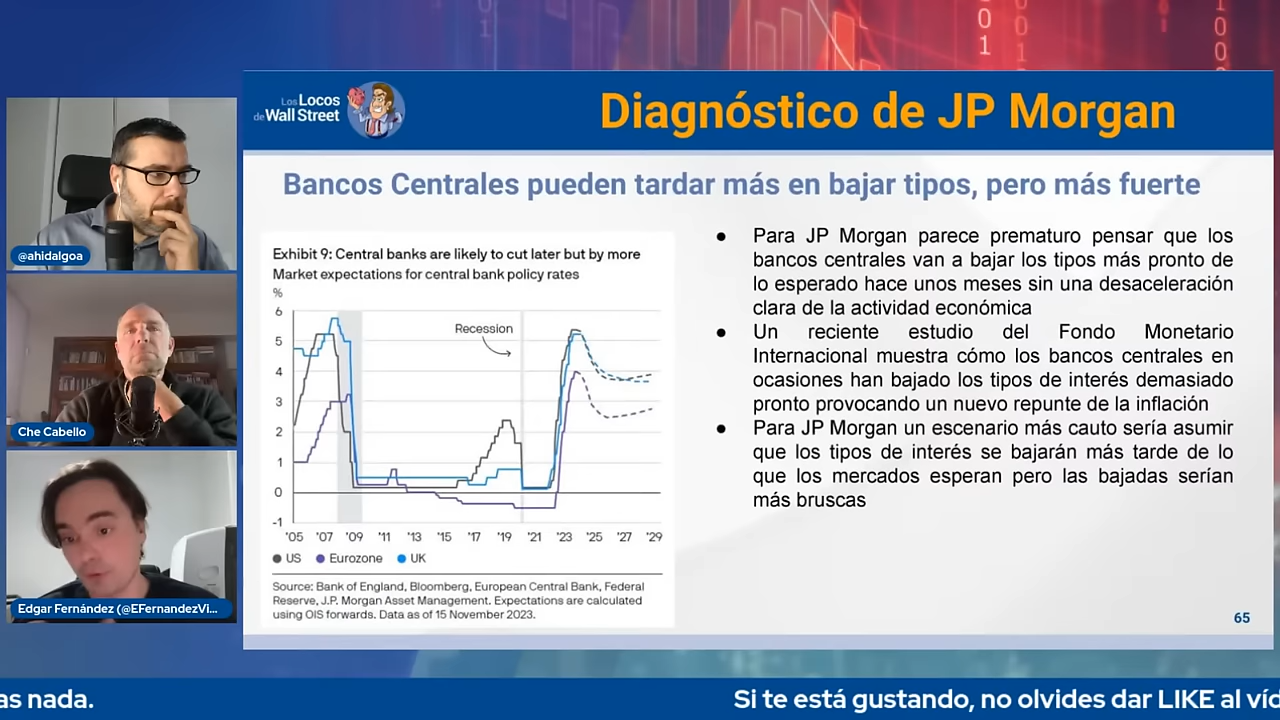 Los Locos
de Wall Street
Diagnóstico de JP Morgan
Bancos Centrales pueden tardar más en bajar tipos, pero más fuerte
@ahidalgoa
Che Cabello
Edgar Fernández (@EFernandezVi...
Exhibit 9: Central banks are likely to cut later but by more
Market expectations for central bank policy rates
%
6
5
4
3
2
1
0
-1
Recession
'05 '07 '09 '11 '13 '15 '17 '19 '21 '23 '25 '27 '29
US Eurozone UK
Source: Bank of England, Bloomberg, European Central Bank, Federal
Reserve, J.P. Morgan Asset Management. Expectations are calculated
using OIS forwards. Data as of 15 November 2023.
● Para JP Morgan parece prematuro pensar que los
bancos centrales van a bajar los tipos más pronto de
lo esperado hace unos meses sin una desaceleración
clara de la actividad económica
● Un reciente estudio del Fondo Monetario
Internacional muestra cómo los bancos centrales en
ocasiones han bajado los tipos de interés demasiado
pronto provocando un nuevo repunte de la inflación
● Para JP Morgan un escenario más cauto sería asumir
que los tipos de interés se bajarán más tarde de lo
que los mercados esperan pero las bajadas serían
más bruscas
65
as nada.
Si te está gustando, no olvides dar LIKE al víd